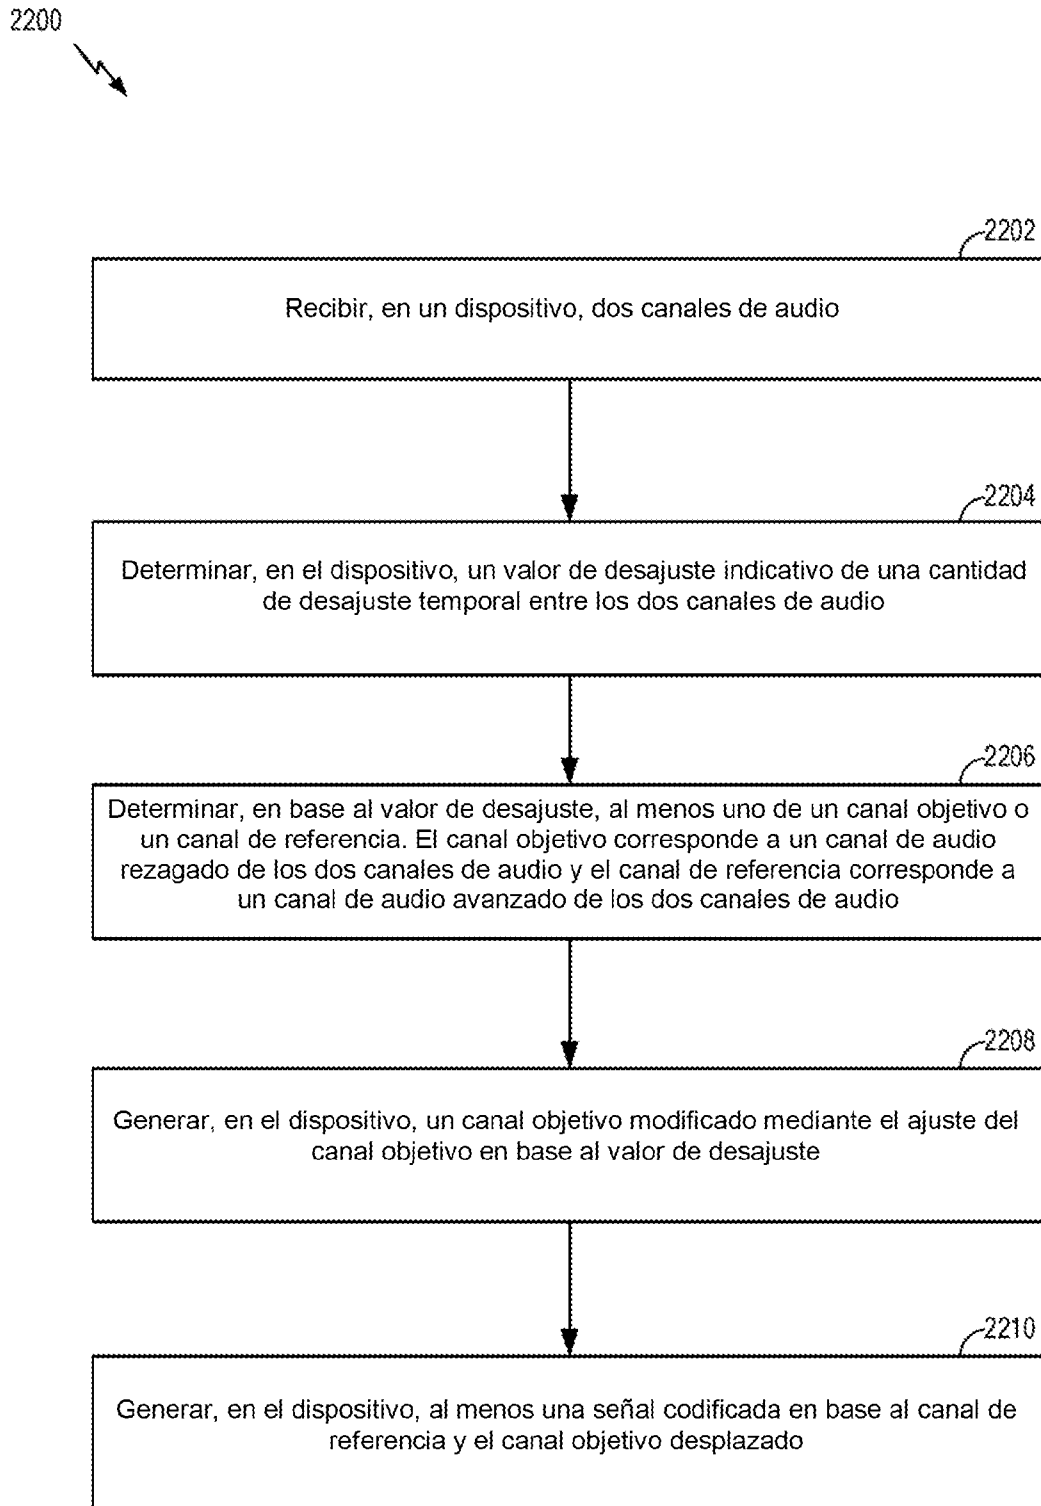 2200
2202
Recibir, en un dispositivo, dos canales de audio
2204
Determinar, en el dispositivo, un valor de desajuste indicativo de una cantidad
de desajuste temporal entre los dos canales de audio
2206
Determinar, en base al valor de desajuste, al menos uno de un canal objetivo o
un canal de referencia. El canal objetivo corresponde a un canal de audio
rezagado de los dos canales de audio y el canal de referencia corresponde a
un canal de audio avanzado de los dos canales de audio
2208
Generar, en el dispositivo, un canal objetivo modificado mediante el ajuste del
canal objetivo en base al valor de desajuste
2210
Generar, en el dispositivo, al menos una señal codificada en base al canal de
referencia y el canal objetivo desplazado